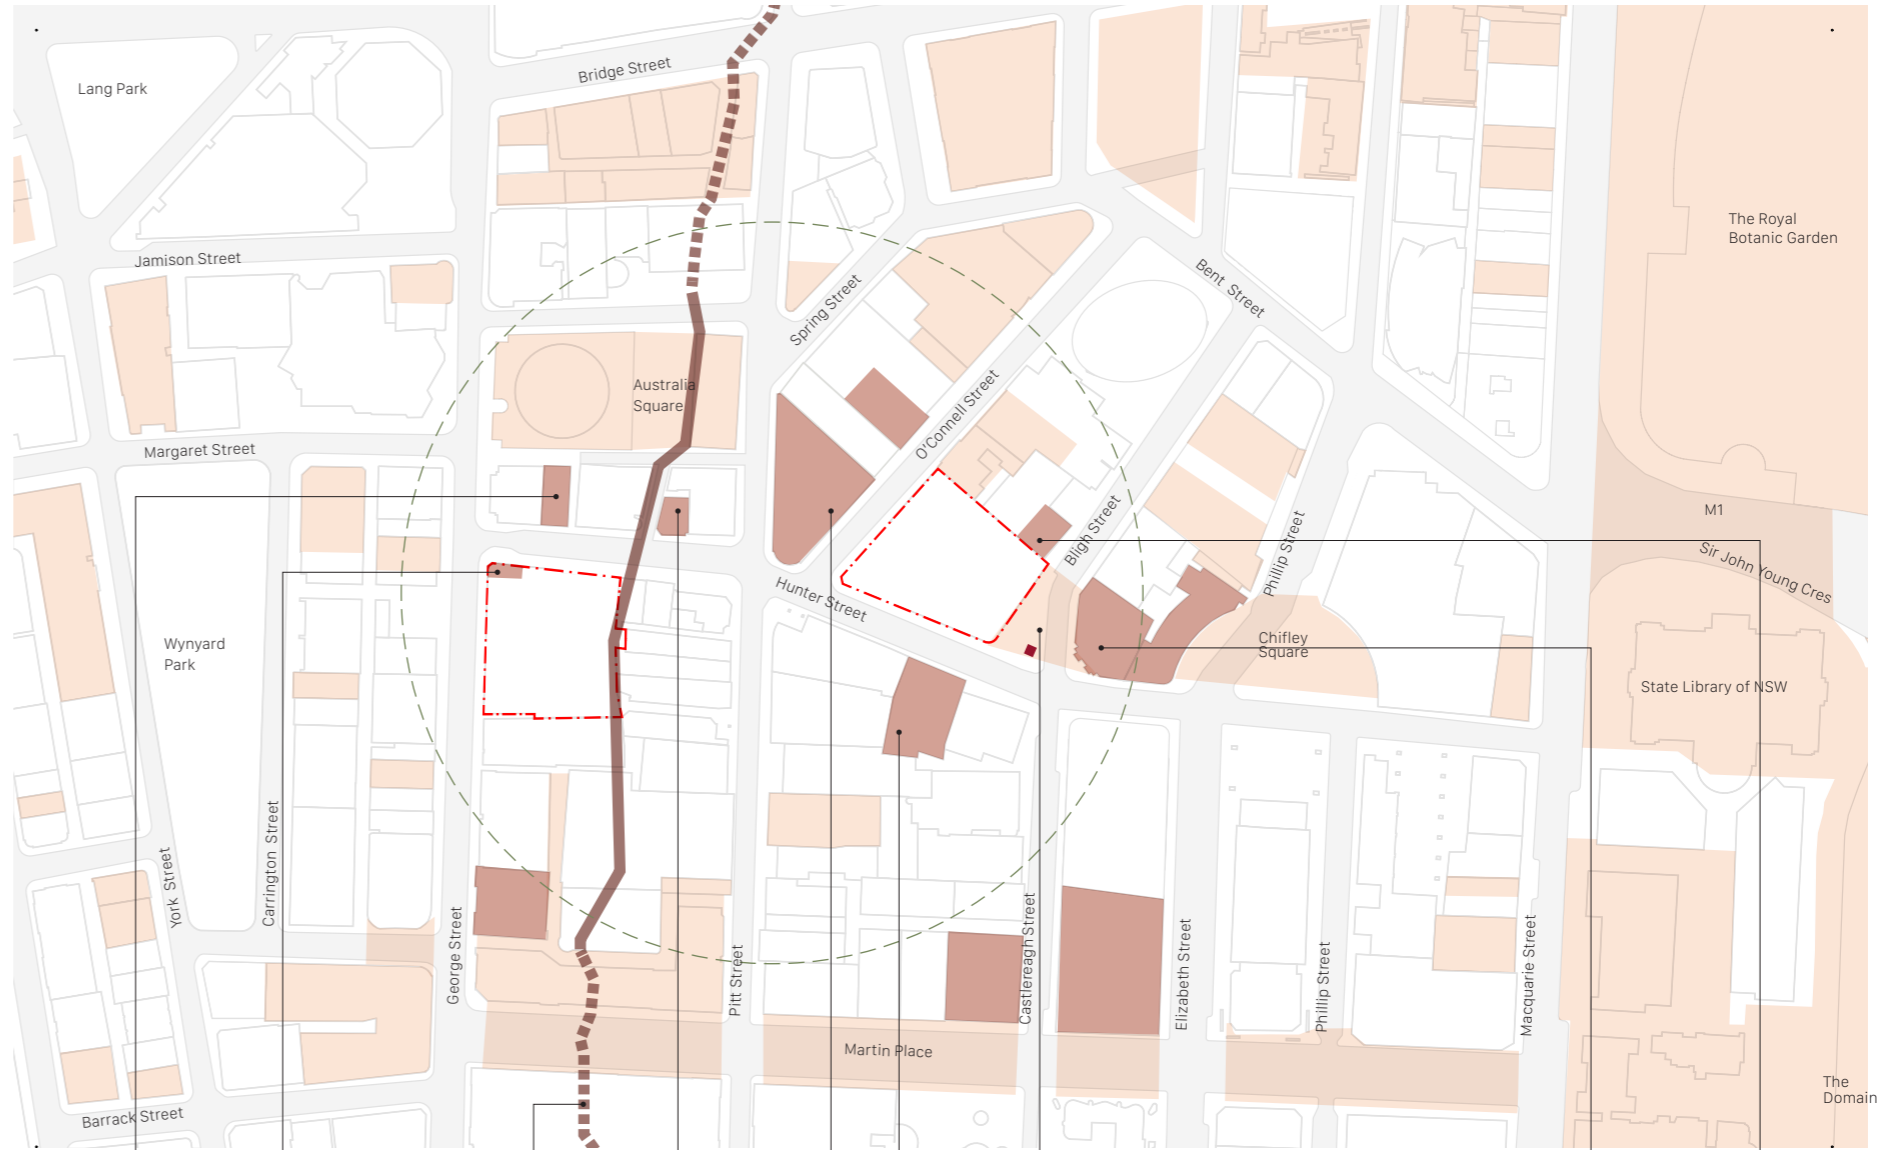 Bridge Street
Lang Park
The Royal
Botanic Garden
Jamison Street
Bent Street
Spring Street
Australia
Square
O'Connell Street
Margaret Street
M1
Bligh Street
Phillip Street
Sir John Young Cres
Hunter Street
Wynyard
Park
Chifley
Square
State Library of NSW
Carrington Street
York Street
George Street
Pitt Street
Castlereagh Street
Elizabeth Street
Phillip Street
Macquarie Street
Martin Place
The
Domain
Barrack Street